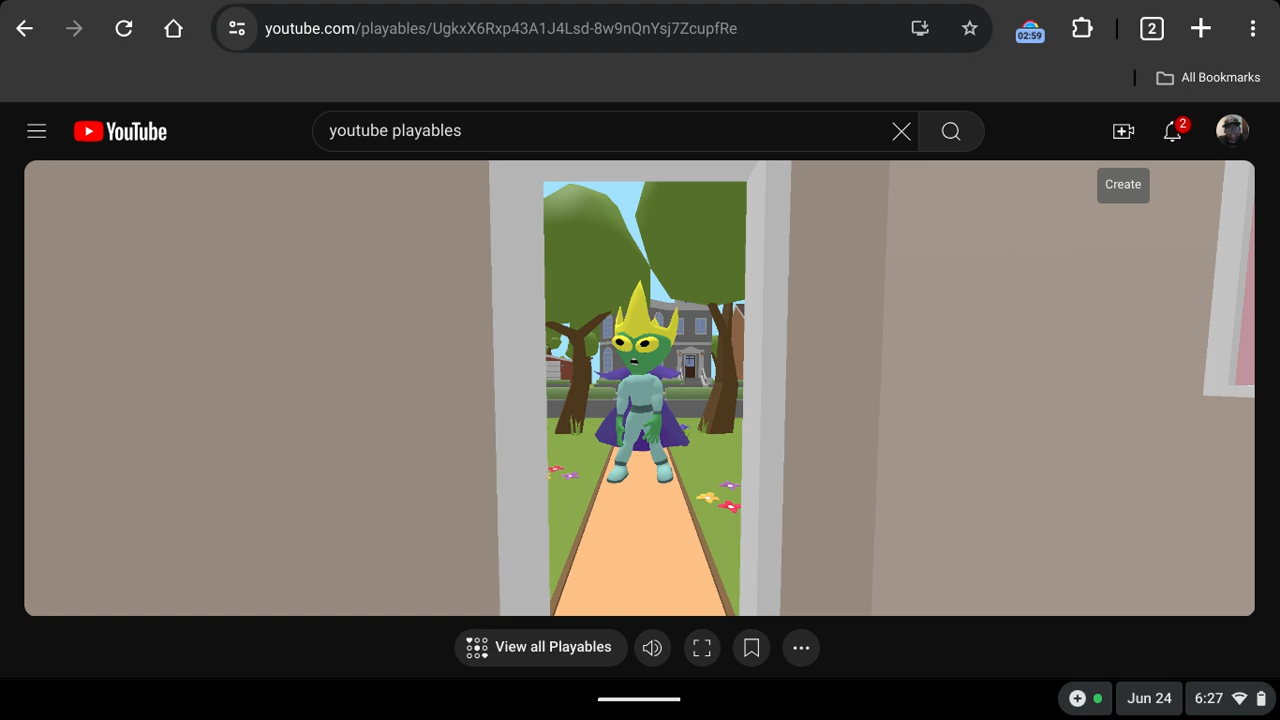 youtube.com/playables/UgkxX6Rxp43A1J4Lsd-8w9nQnYsj7ZcupfRe
02:59
2
All Bookmarks
YouTube
youtube playables
2
Create
View all Playables
Jun 24
6:27